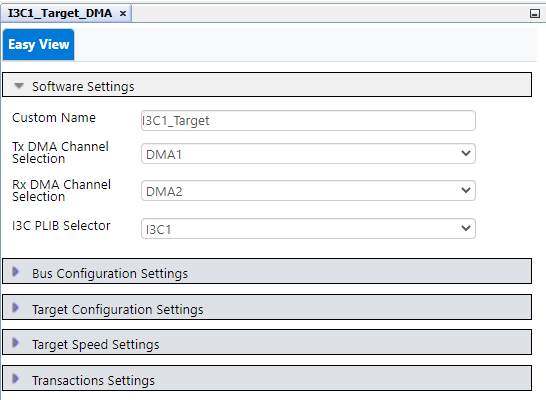 I3C1_Target_DMA ×
Easy View
Software Settings
Custom Name I3C1_Target
Tx DMA Channel
Selection DMA1
Rx DMA Channel
Selection DMA2
I3C PLIB Selector I3C1
Bus Configuration Settings
Target Configuration Settings
Target Speed Settings
Transactions Settings